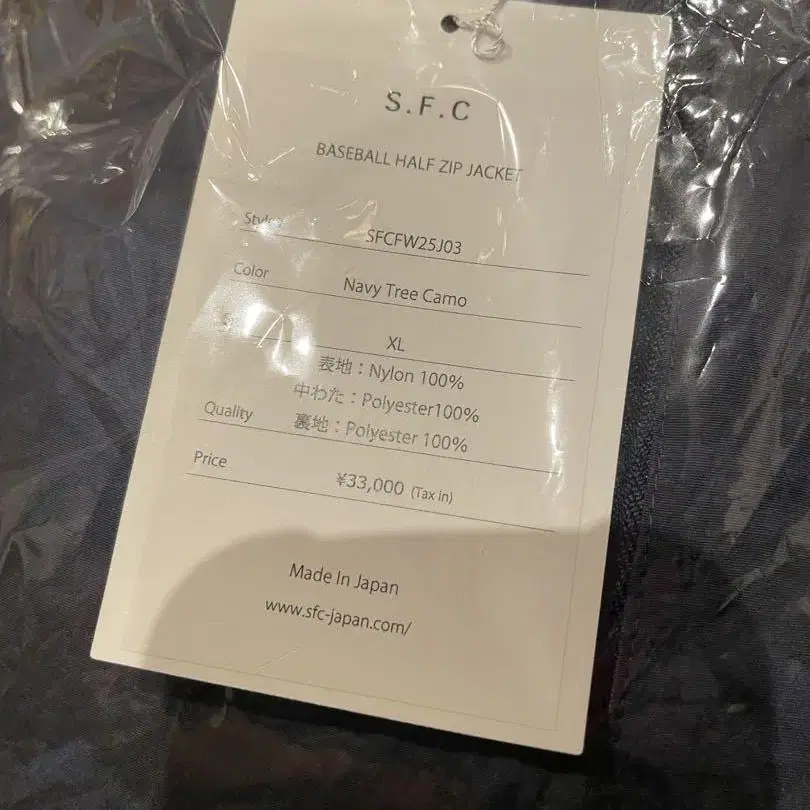 S.F.C
BASEBALL HALF ZIP JACKET
Style SFCFW25J03
Color Navy Tree Camo
XL
表地：Nylon 100%
中わた：Polyester100%
Quality 裏地：Polyester 100%
Price ¥33,000 (Tax in)
Made In Japan
www.sfc-japan.com/